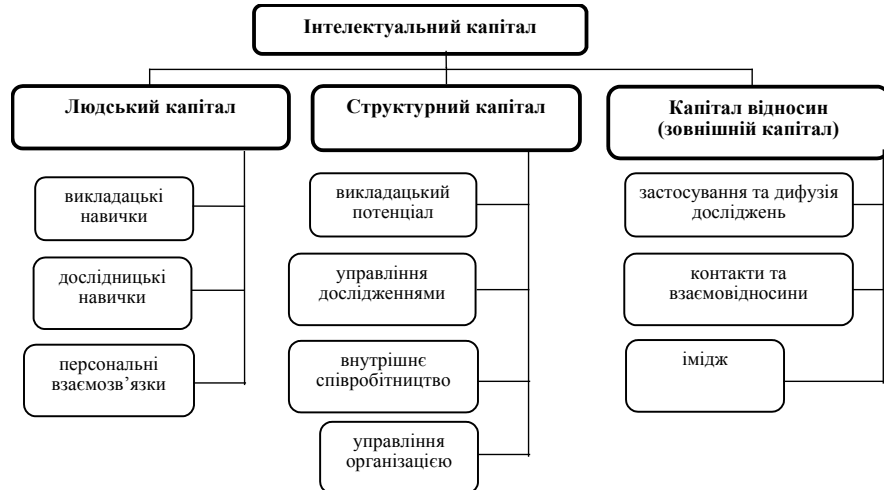 Інтелектуальний капітал
Людський капітал
викладацькі
навички
дослідницькі
навички
персональні
взаємозв’язки
Структурний капітал
викладацький
потенціал
управління
дослідженнями
внутрішнє
співробітництво
управління
організацією
Капітал відносин
(зовнішній капітал)
застосування та дифузія
досліджень
контакти та
взаємовідносини
імідж